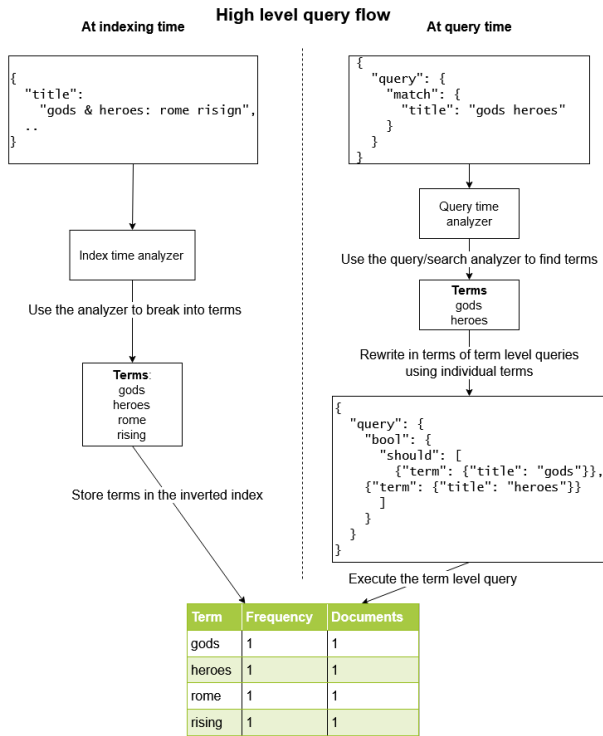 High level query flow
At indexing time
{
"title":
"gods & heroes: rome risign",
..
}
Index time analyzer
Use the analyzer to break into terms
Terms:
gods
heroes
rome
rising
Store terms in the inverted index
At query time
{
"query": {
"match": {
"title": "gods heroes"
}
}
}
Query time
analyzer
Use the query/search analyzer to find terms
Terms
gods
heroes
Rewrite in terms of term level queries
using individual terms
{
"query": {
"bool": {
"should": [
{"term": {"title": "gods"}},
{"term": {"title": "heroes"}}
]
}
}
}
Execute the term level query
Term Frequency Documents
gods 1 1
heroes 1 1
rome 1 1
rising 1 1